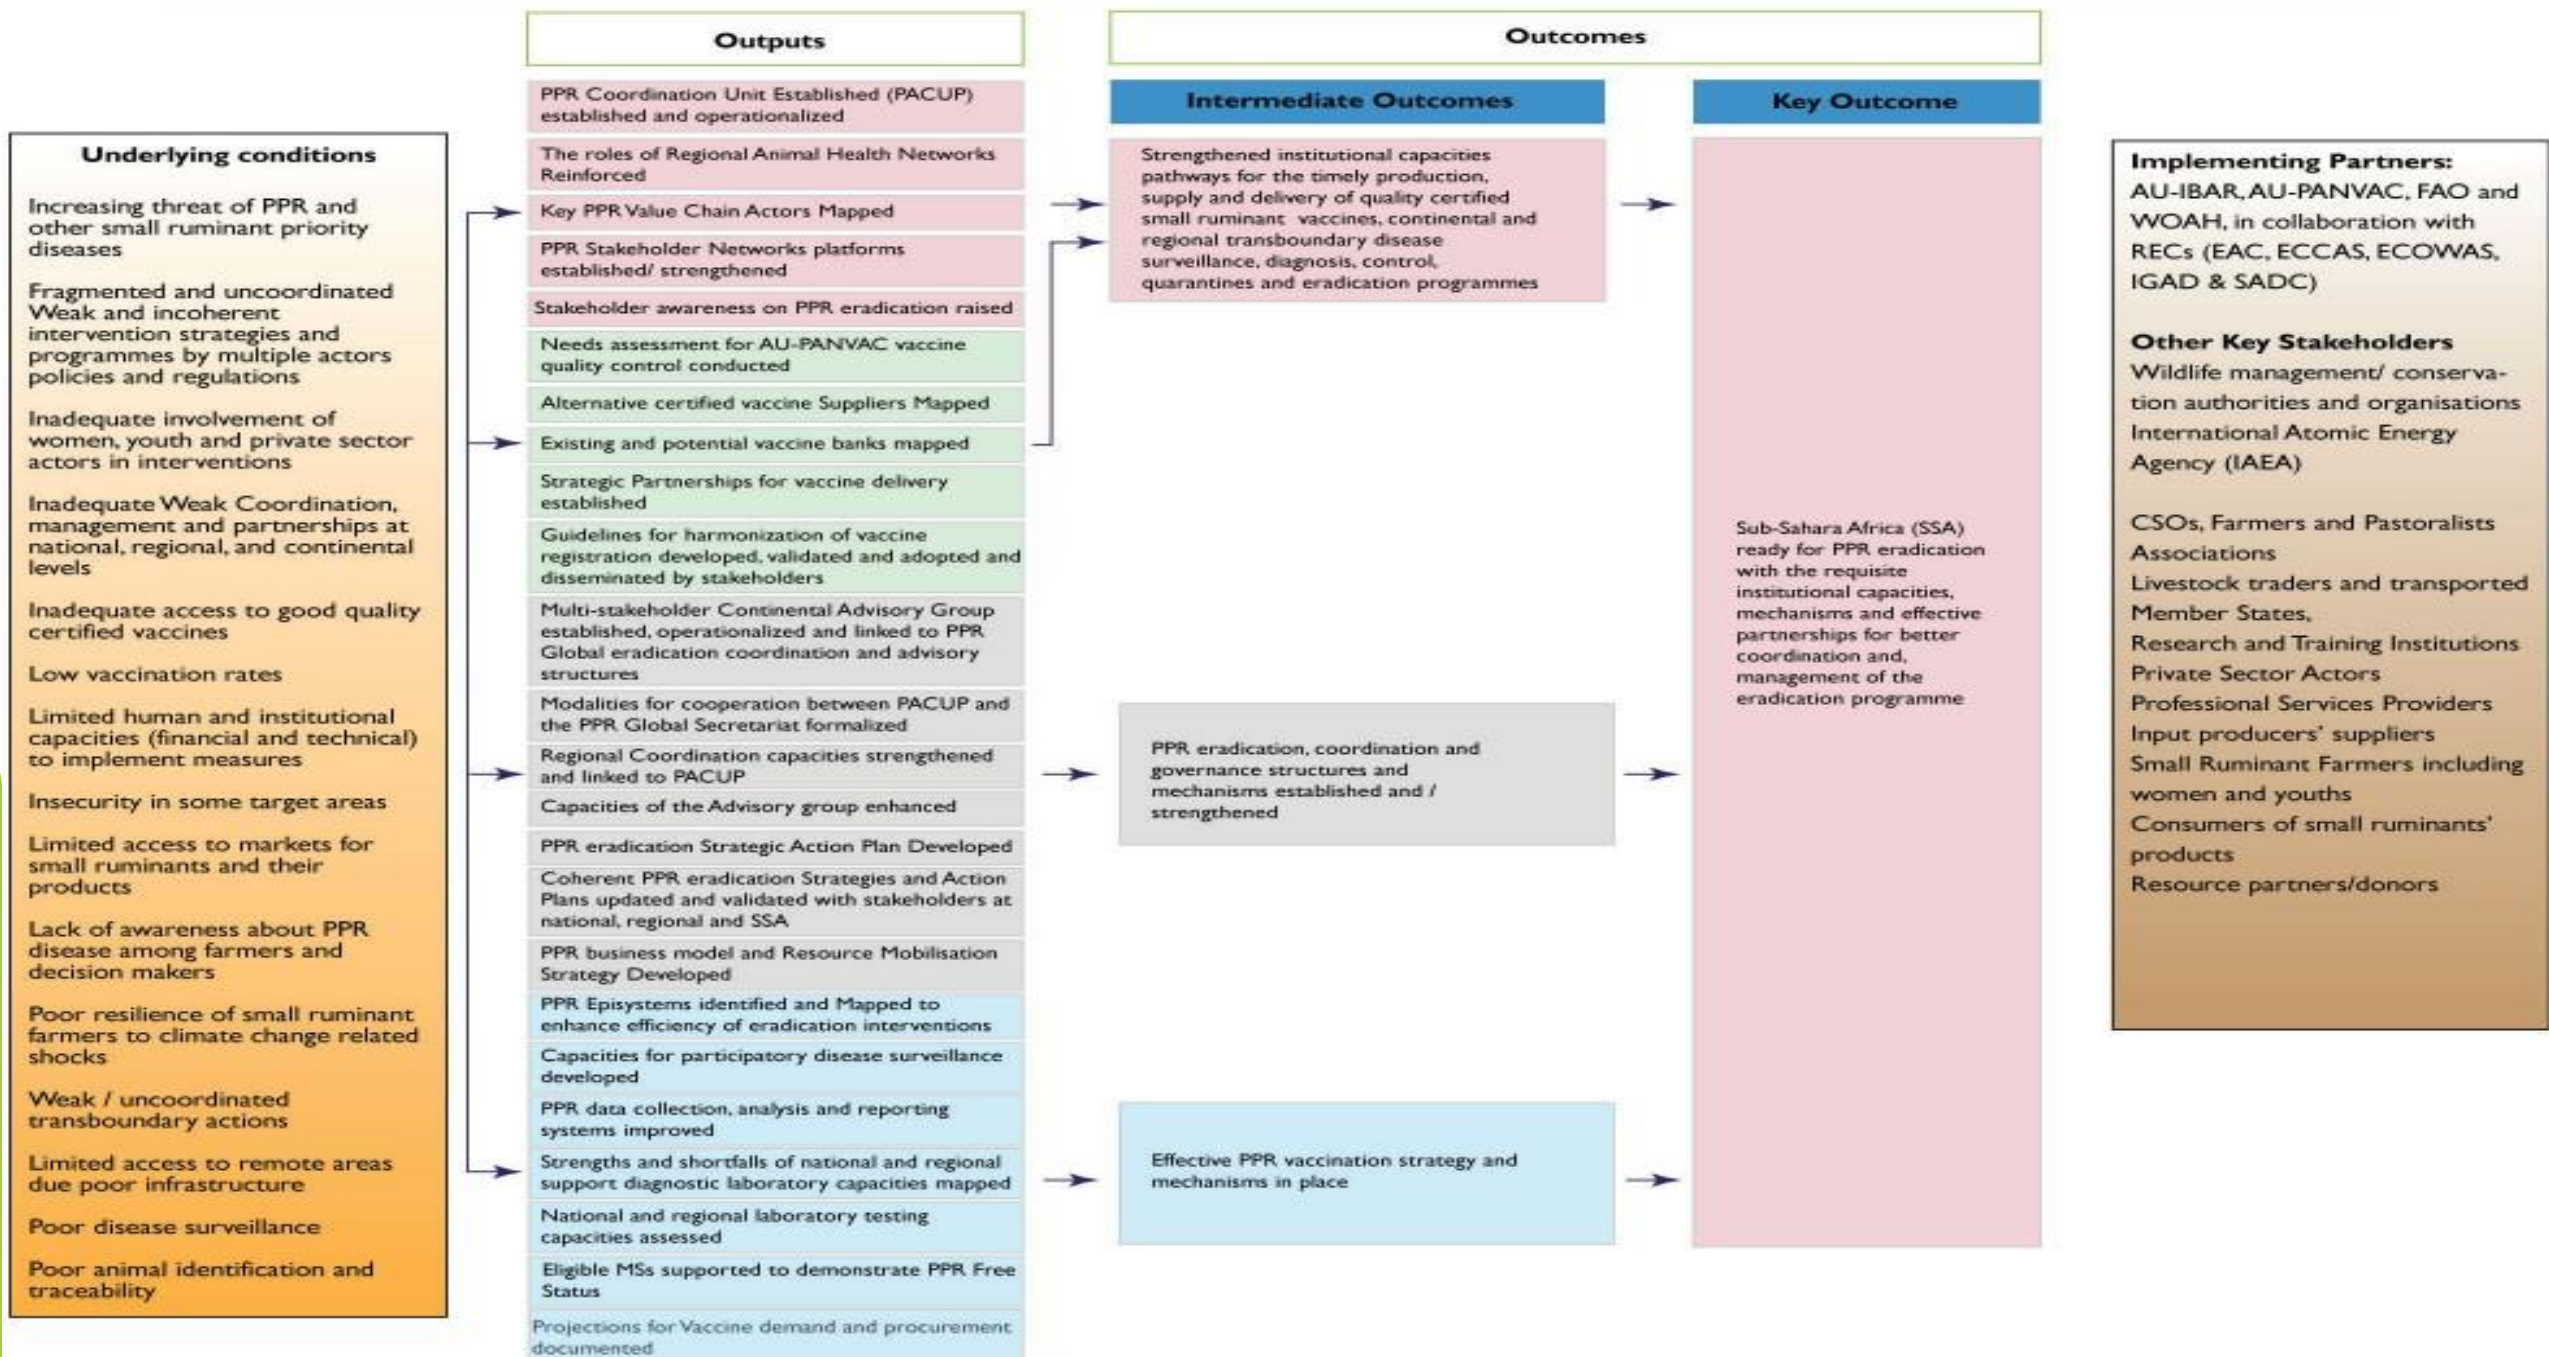 Underlying conditions
Increasing threat of PPR and
other small ruminant priority
diseases
Fragmented and uncoordinated
Weak and incoherent
intervention strategies and
programmes by multiple actors
policies and regulations
Inadequate involvement of
women, youth and private sector
actors in interventions
Inadequate Weak Coordination,
management and partnerships at
national, regional, and continental
levels
Inadequate access to good quality
certified vaccines
Low vaccination rates
Limited human and institutional
capacities (financial and technical)
to implement measures
Insecurity in some target areas
Limited access to markets for
small ruminants and their
products
Lack of awareness about PPR
disease among farmers and
decision makers
Poor resilience of small ruminant
farmers to climate change related
shocks
Weak / uncoordinated
transboundary actions
Limited access to remote areas
due poor infrastructure
Poor disease surveillance
Poor animal identification and
traceability
Outputs
PPR Coordination Unit Established (PACUP)
established and operationalized
The roles of Regional Animal Health Networks
Reinforced
Key PPR Value Chain Actors Mapped
PPR Stakeholder Networks platforms
established/ strengthened
Stakeholder awareness on PPR eradication raised
Needs assessment for AU-PANVAC vaccine
quality control conducted
Alternative certified vaccine Suppliers Mapped
Existing and potential vaccine banks mapped
Strategic Partnerships for vaccine delivery
established
Guidelines for harmonization of vaccine
registration developed, validated and adopted and
disseminated by stakeholders
Multi-stakeholder Continental Advisory Group
established, operationalized and linked to PPR
Global eradication coordination and advisory
structures
Modalities for cooperation between PACUP and
the PPR Global Secretariat formalized
Regional Coordination capacities strengthened
and linked to PACUP
Capacities of the Advisory group enhanced
PPR eradication Strategic Action Plan Developed
Coherent PPR eradication Strategies and Action
Plans updated and validated with stakeholders at
national, regional and SSA
PPR business model and Resource Mobilisation
Strategy Developed
PPR Episystems identified and Mapped to
enhance efficiency of eradication interventions
Capacities for participatory disease surveillance
developed
PPR data collection, analysis and reporting
systems improved
Strengths and shortfalls of national and regional
support diagnostic laboratory capacities mapped
National and regional laboratory testing
capacities assessed
Eligible MSs supported to demonstrate PPR Free
Status
Projections for Vaccine demand and procurement
documented
Outcomes
Intermediate Outcomes
Strengthened institutional capacities
pathways for the timely production,
supply and delivery of quality certified
small ruminant vaccines, continental and
regional transboundary disease
surveillance, diagnosis, control,
quarantines and eradication programmes
PPR eradication, coordination and
governance structures and
mechanisms established and /
strengthened
Effective PPR vaccination strategy and
mechanisms in place
Key Outcome
Sub-Sahara Africa (SSA)
ready for PPR eradication
with the requisite
institutional capacities,
mechanisms and effective
partnerships for better
coordination and,
management of the
eradication programme
Implementing Partners:
AU-IBAR, AU-PANVAC, FAO and
WOAH, in collaboration with
RECs (EAC, ECCAS, ECOWAS,
IGAD & SADC)
Other Key Stakeholders
Wildlife management/ conserva-
tion authorities and organisations
International Atomic Energy
Agency (IAEA)
CSOs, Farmers and Pastoralists
Associations
Livestock traders and transported
Member States,
Research and Training Institutions
Private Sector Actors
Professional Services Providers
Input producers' suppliers
Small Ruminant Farmers including
women and youths
Consumers of small ruminants'
products
Resource partners/donors